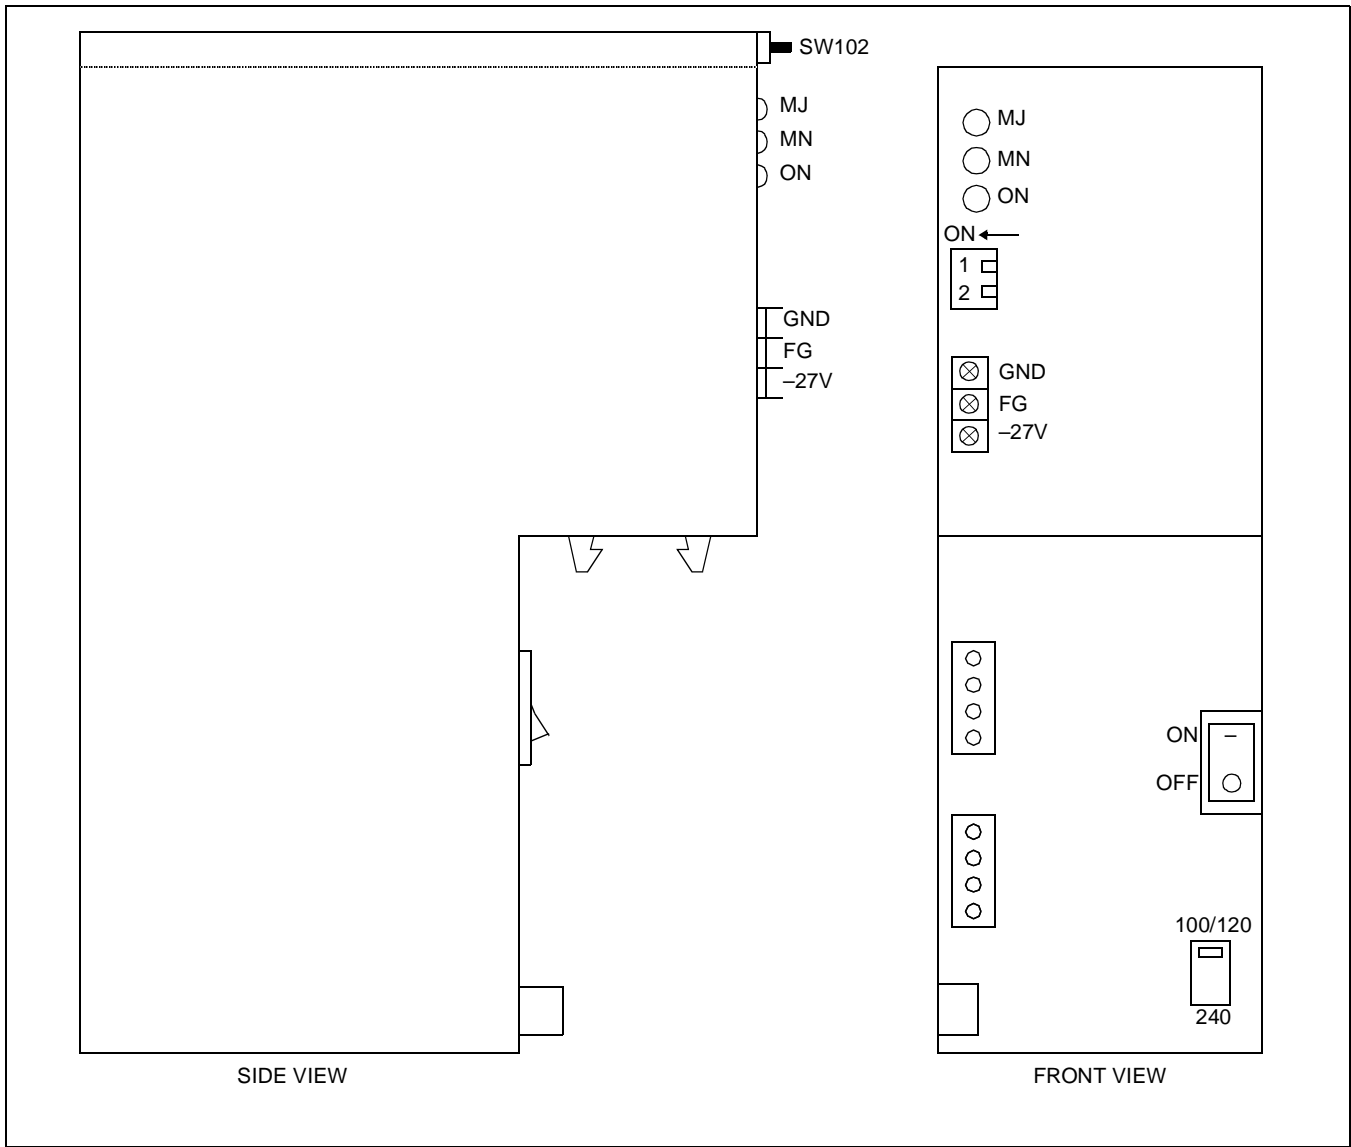 SW102
MJ
MN
ON
GND
FG
–27V
SIDE VIEW
MJ
MN
ON
ON
1
2
GND
FG
–27V
ON –
OFF
100/120
240
FRONT VIEW